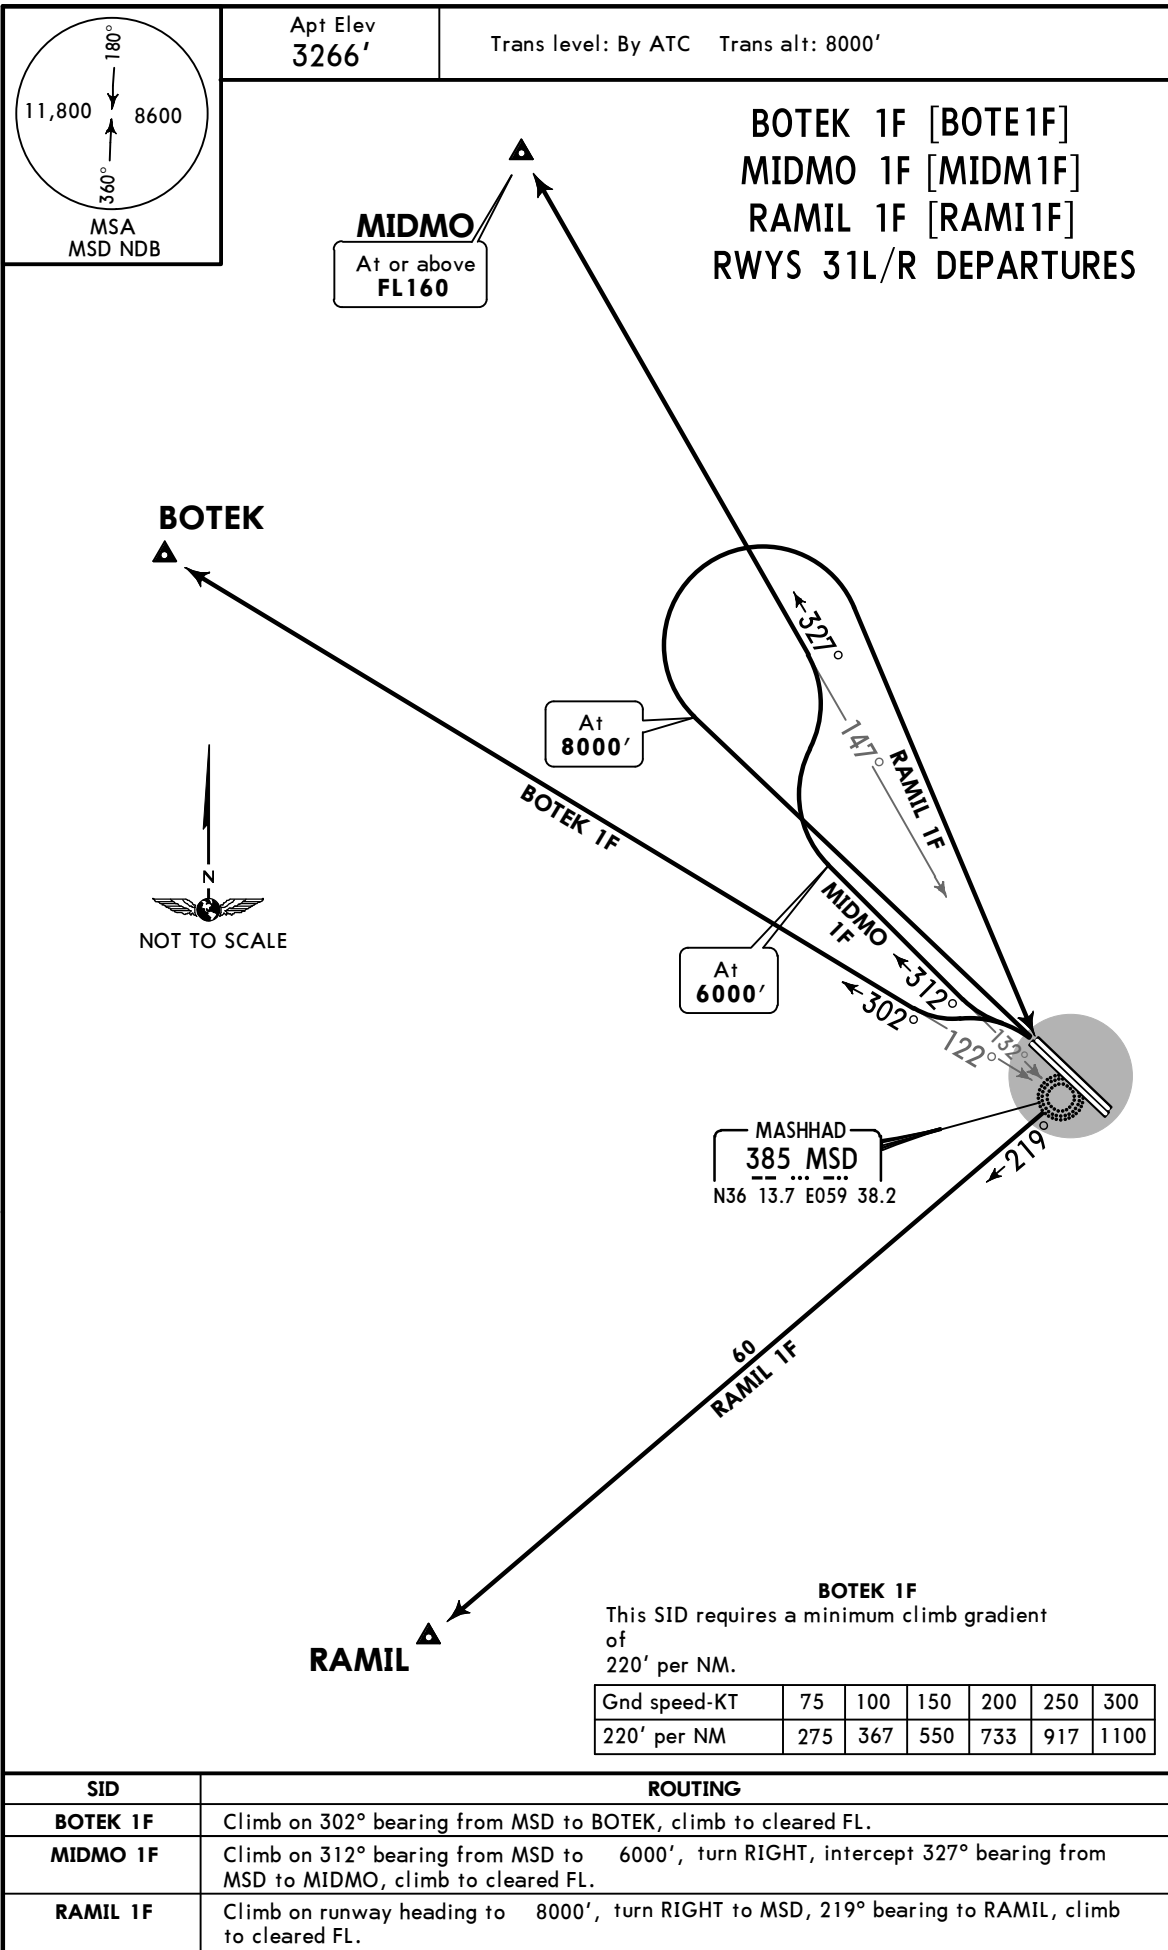 Apt Elev
3266'
Trans level: By ATC Trans alt: 8000'
180°
11,800
8600
360°
MSA
MSD NDB
BOTEK 1F [BOTE1F]
MIDMO 1F [MIDM1F]
RAMIL 1F [RAMI1F]
RWYS 31L/R DEPARTURES
MIDMO
At or above
FL160
BOTEK
327°
At
8000'
147°
RAMIL 1F
BOTEK 1F
MIDMO
1F
N
NOT TO SCALE
At
6000'
312°
302°
132°
122°
MASHHAD
385 MSD
N36 13.7 E059 38.2
219°
60
RAMIL 1F
RAMIL
BOTEK 1F
This SID requires a minimum climb gradient
of
220' per NM.
Gnd speed-KT 75 100 150 200 250 300
220' per NM 275 367 550 733 917 1100
SID ROUTING
BOTEK 1F Climb on 302° bearing from MSD to BOTEK, climb to cleared FL.
MIDMO 1F Climb on 312° bearing from MSD to 6000', turn RIGHT, intercept 327° bearing from
MSD to MIDMO, climb to cleared FL.
RAMIL 1F Climb on runway heading to 8000', turn RIGHT to MSD, 219° bearing to RAMIL, climb
to cleared FL.